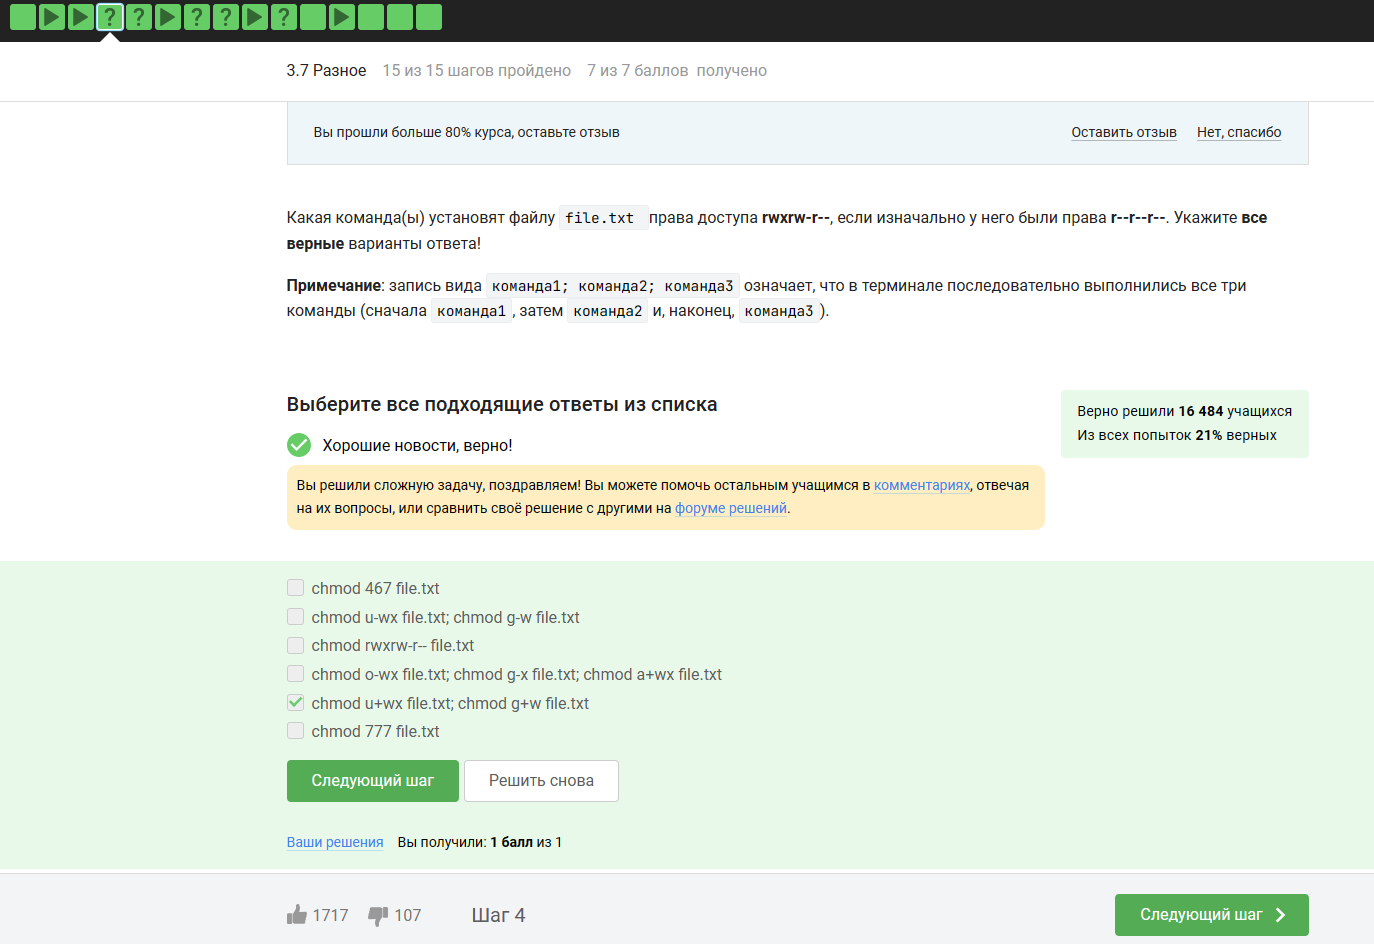 3.7 Разное 15 из 15 шагов пройдено 7 из 7 баллов получено
Вы прошли больше 80% курса, оставьте отзыв Оставить отзыв Нет, спасибо
Какая команда(ы) установят файлу file.txt права доступа rwxrw-r--, если изначально у него были права r--r--r--. Укажите все
верные варианты ответа!
Примечание: запись вида команда1; команда2; команда3 означает, что в терминале последовательно выполнились все три
команды (сначала команда1, затем команда2 и, наконец, команда3).
Выберите все подходящие ответы из списка
Верно решили 16 484 учащихся
Из всех попыток 21% верных
Хорошие новости, верно!
Вы решили сложную задачу, поздравляем! Вы можете помочь остальным учащимся в комментариях, отвечая
на их вопросы, или сравнить своё решение с другими на форуме решений.
chmod 467 file.txt
chmod u-wx file.txt; chmod g-w file.txt
chmod rwxrw-r-- file.txt
chmod o-wx file.txt; chmod g-x file.txt; chmod a+wx file.txt
chmod u+wx file.txt; chmod g+w file.txt
chmod 777 file.txt
Следующий шаг Решить снова
Ваши решения Вы получили: 1 балл из 1
1717 107 Шаг 4 Следующий шаг